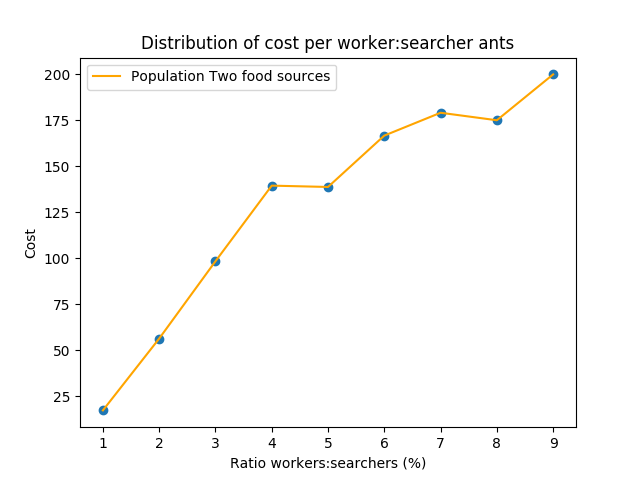 Distribution of cost per worker:searcher ants
Population Two food sources
200
175
150
125
100
75
50
25
Cost
1 2 3 4 5 6 7 8 9
Ratio workers:searchers (%)